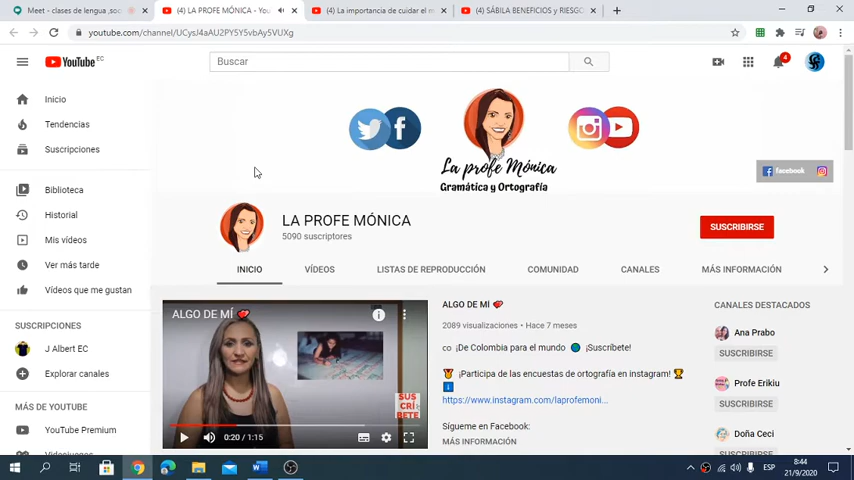 Meet - clases de lengua ,soc
(4) LA PROFE MÓNICA - You
(4) La importancia de cuidar el m
(4) SÁBILA BENEFICIOS y RIESGO
youtube.com/channel/UCysJ4aAU2PY5Y5vbAy5VUXg
YouTube EC
Buscar
4
Inicio
Tendencias
Suscripciones
Biblioteca
Historial
Mis vídeos
Ver más tarde
Vídeos que me gustan
SUSCRIPCIONES
J Albert EC
Explorar canales
MÁS DE YOUTUBE
YouTube Premium
Videojuegos
La profe Mónica
Gramática y Ortografía
facebook
LA PROFE MÓNICA
5090 suscriptores
SUSCRIBIRSE
INICIO
VÍDEOS
LISTAS DE REPRODUCCIÓN
COMUNIDAD
CANALES
MÁS INFORMACIÓN
ALGO DE MÍ
SUS
CRÍ
BETE
0:20 / 1:15
ALGO DE MÍ
2089 visualizaciones • Hace 7 meses
co ¡De Colombia para el mundo ¡Suscríbete!
¡Participa de las encuestas de ortografía en instagram!
https://www.instagram.com/laprofemoni...
Sígueme en Facebook:
MÁS INFORMACIÓN
CANALES DESTACADOS
Ana Prabo
SUSCRIBIRSE
Profe Erikiu
SUSCRIBIRSE
Doña Ceci
ESP
8:44
21/9/2020